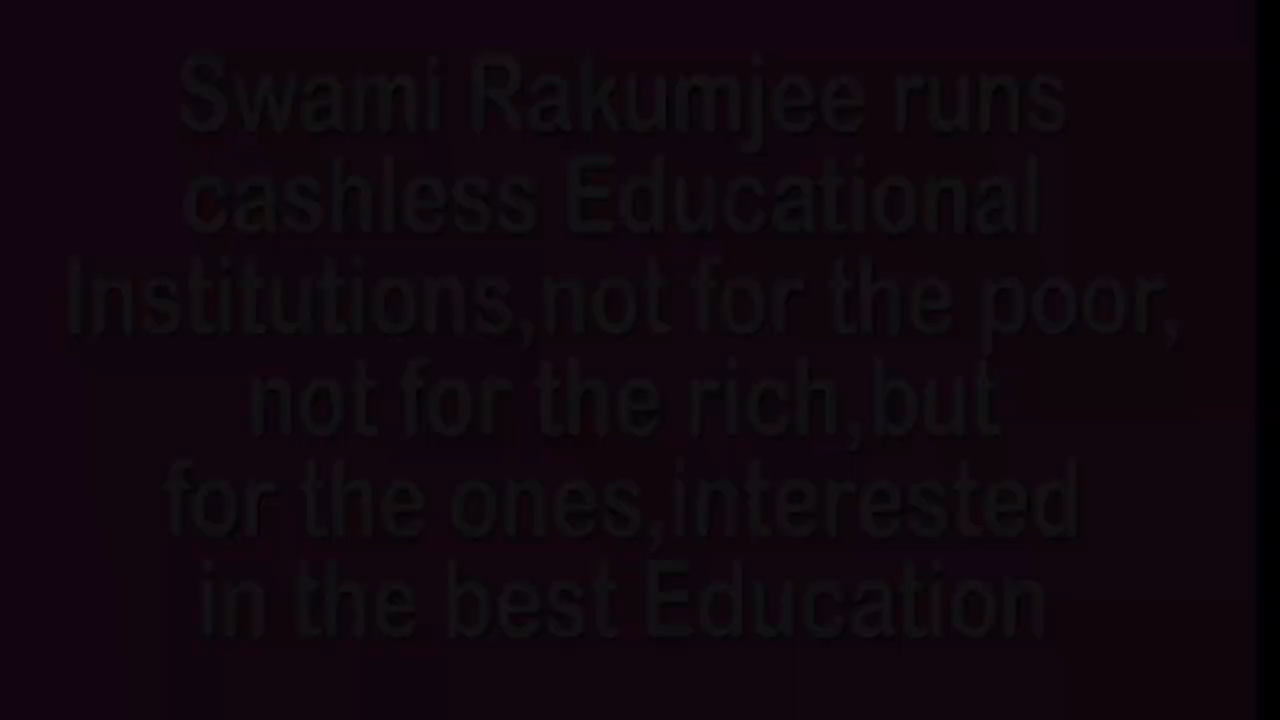 Swami Rakumjee runs
cashless Educational
Institutions,not for the poor,
not for the rich,but
for the ones,interested
in the best Education